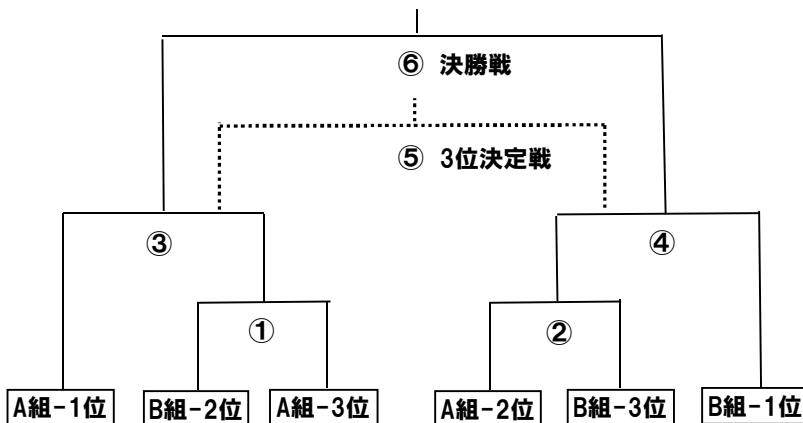 ⑥ 決勝戦
⑤ 3位決定戦
③
④
①
②
A組-1位
B組-2位
A組-3位
A組-2位
B組-3位
B組-1位